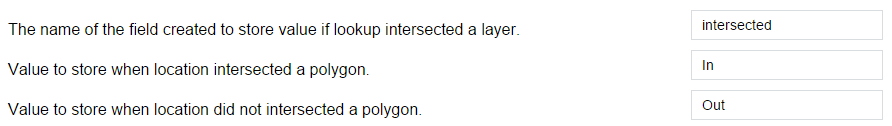 The name of the field created to store value if lookup intersected a layer. intersected
Value to store when location intersected a polygon. In
Value to store when location did not intersected a polygon. Out